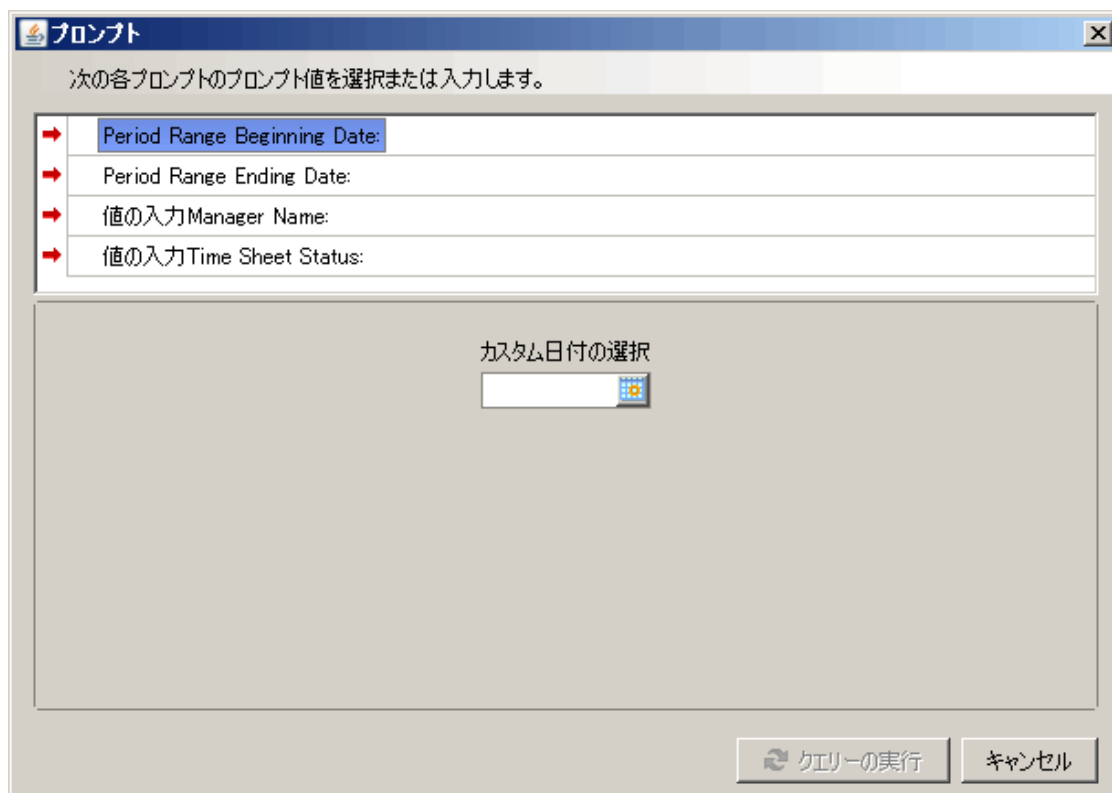 プロンプト
次の各プロンプトのプロンプト値を選択または入力します。
Period Range Beginning Date:
Period Range Ending Date:
値の入力Manager Name:
値の入力Time Sheet Status:
カスタム日付の選択
クエリーの実行
キャンセル